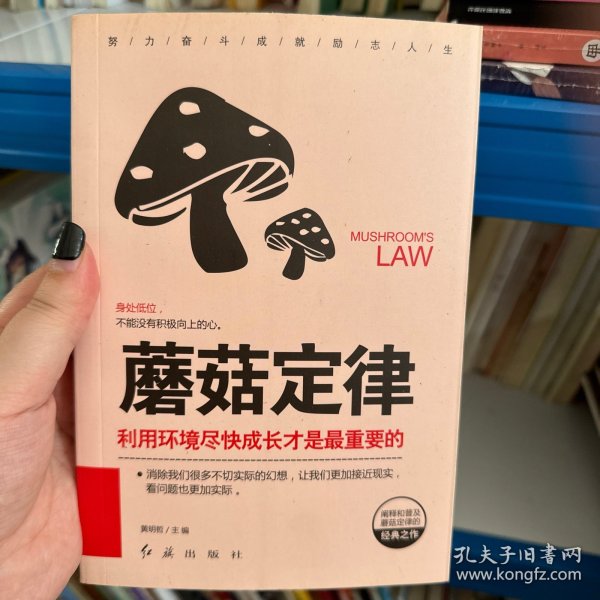 努/力/奋/斗/成/就/励/志/人/生
MUSHROOM'S
LAW
身处低位，
不能没有积极向上的心。
蘑菇定律
利用环境尽快成长才是最重要的
● 消除我们很多不切实际的幻想，让我们更加接近现实，
看问题也更加实际。
阐释和普及
蘑菇定律的
经典之作
黄明哲/主编
红旗出版社
孔夫子旧书网
www.kongfz.com